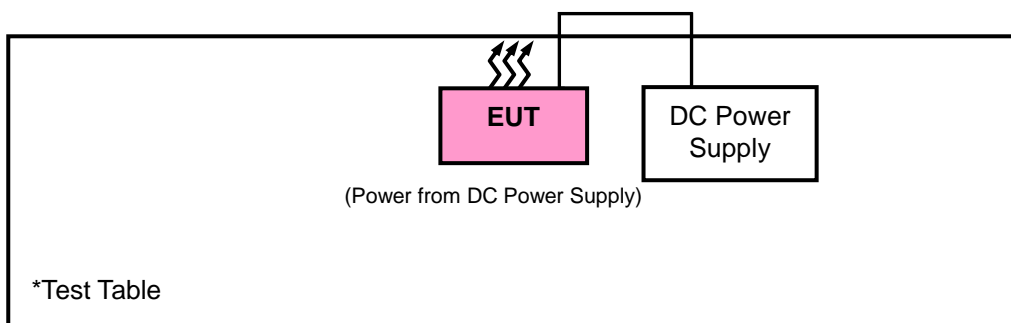 EUT
DC Power
Supply
(Power from DC Power Supply)
*Test Table